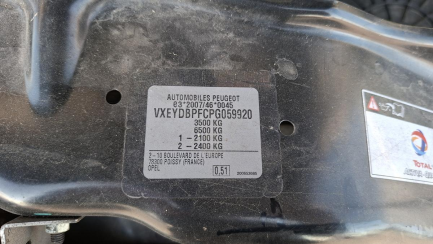 AUTOMOBILES PEUGEOT
e3*2007/46*0045
VXEYDBPFCPG059920
3500 KG
6500 KG
1 - 2100 KG
2 - 2400 KG
2 - 10 BOULEVARD DE L'EUROPE
78300 POISSY (FRANCE)
OPEL
0.51
TOTAL